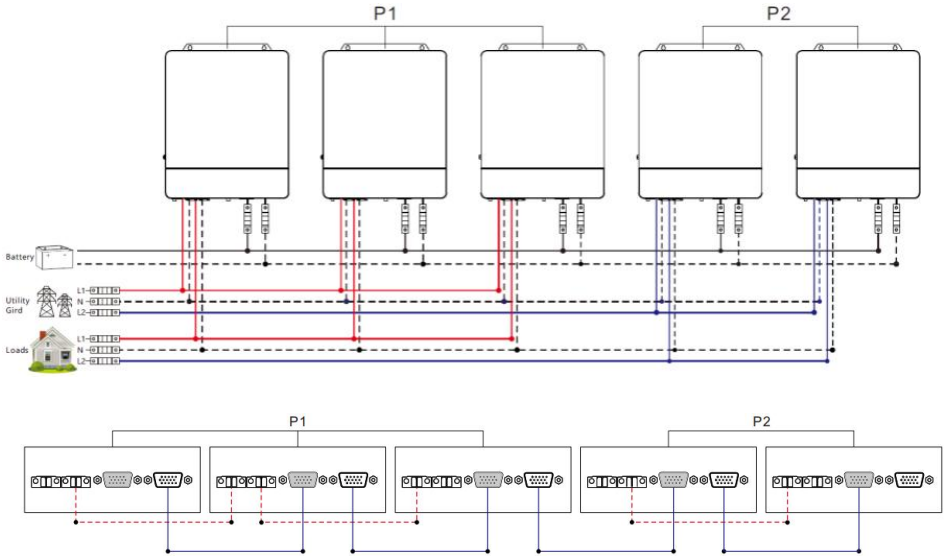 P1 P2
Battery
L1
Utility N
Gird L2
L1
Loads N
L2
P1 P2